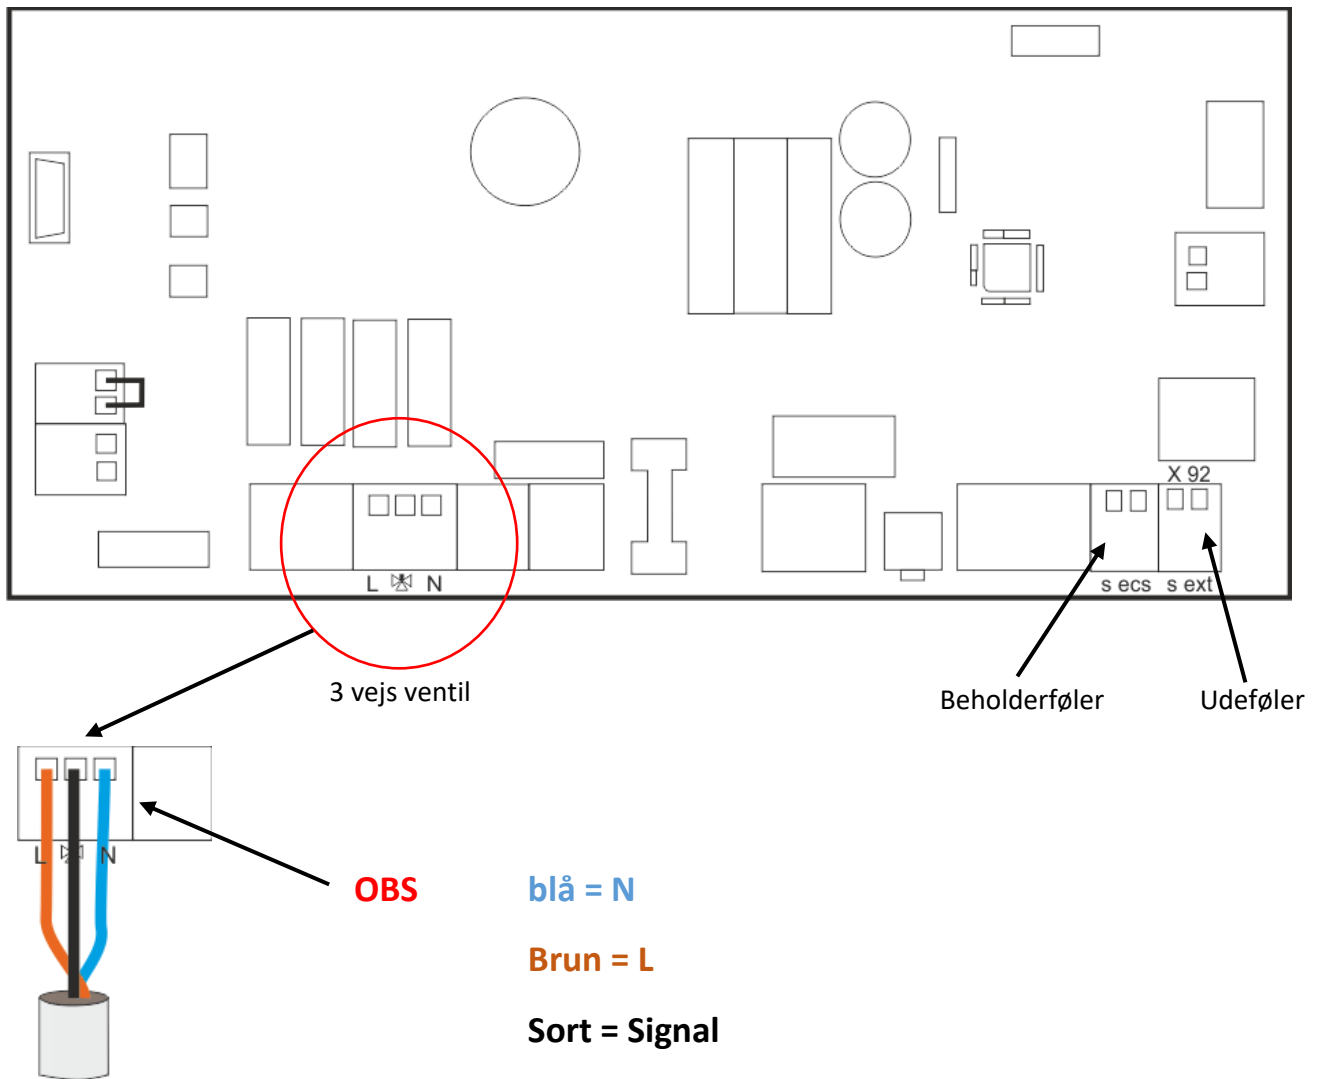 X 92
L N
s ecs s ext
3 vejs ventil
Beholderføler
Udeføler
L N
OBS
blå = N
Brun = L
Sort = Signal